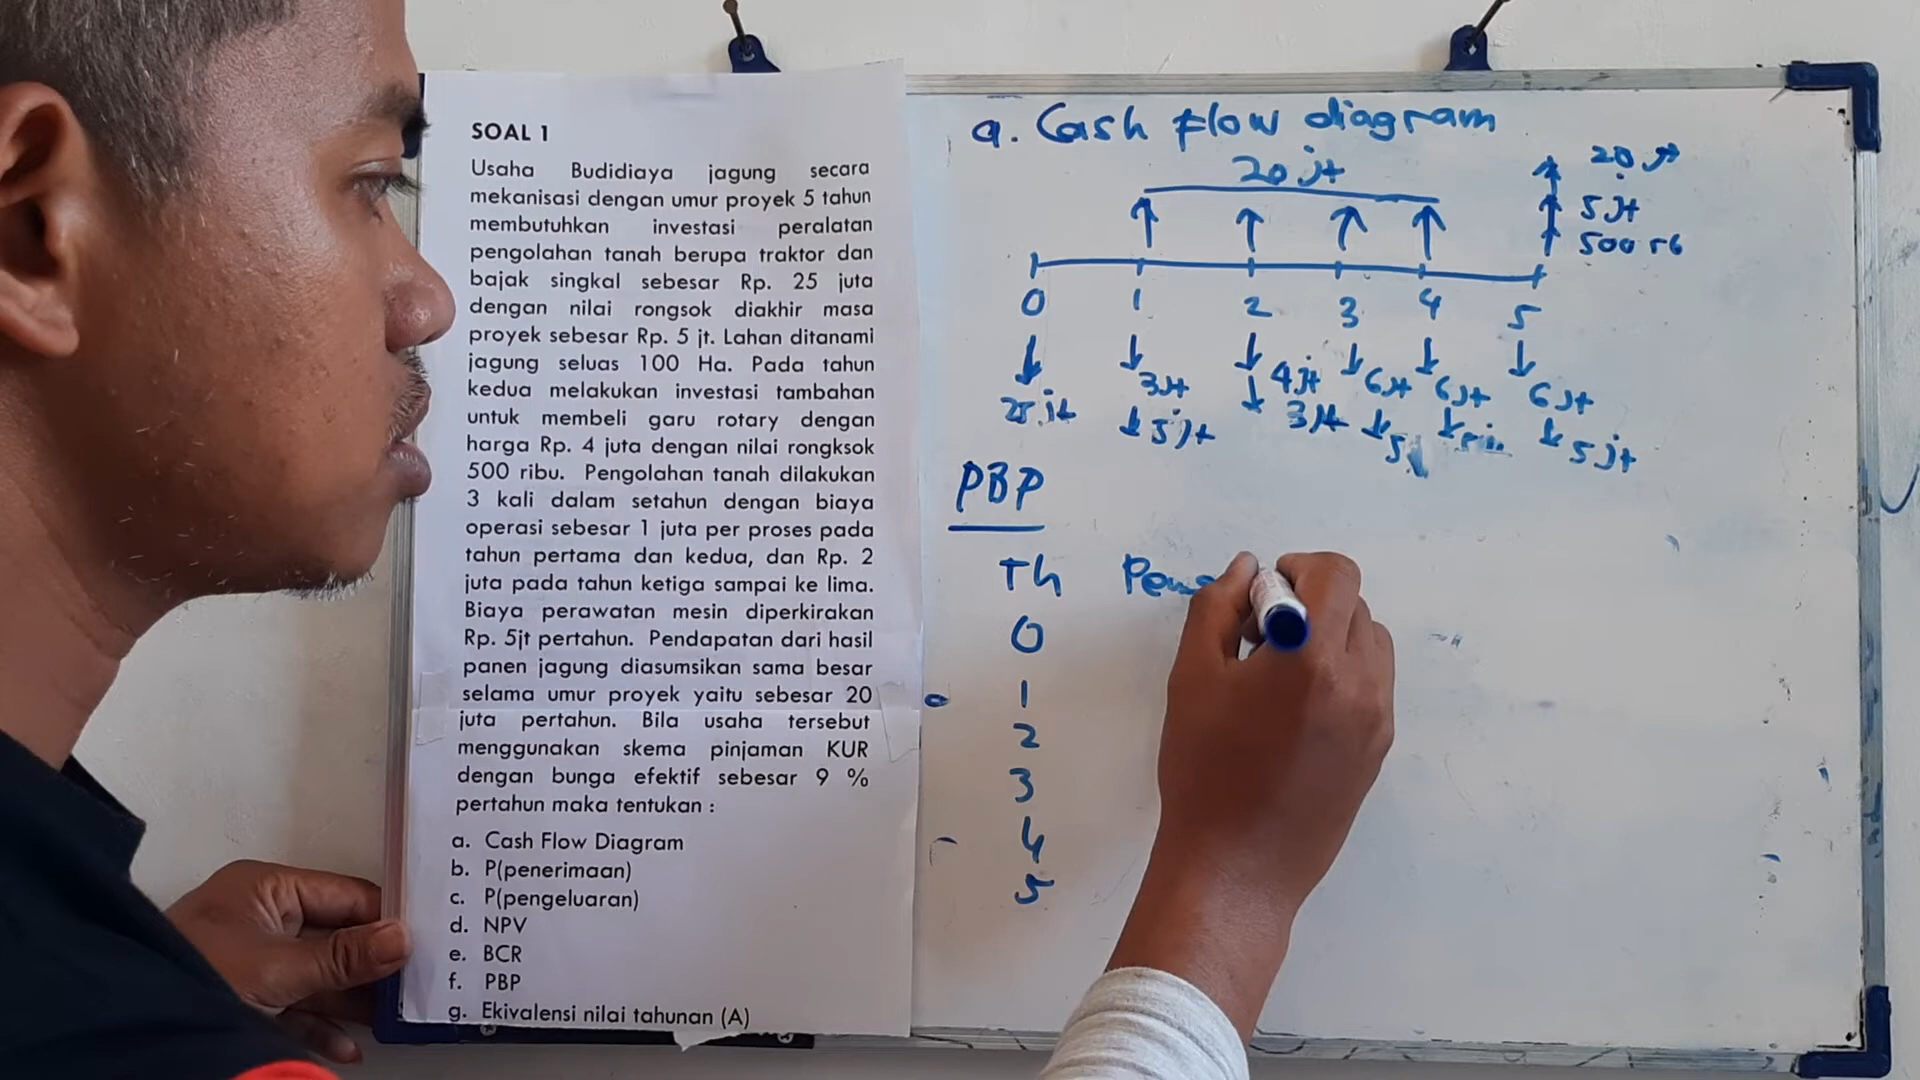 SOAL 1
Usaha Budidiaya jagung secara
mekanisasi dengan umur proyek 5 tahun
membutuhkan investasi peralatan
pengolahan tanah berupa traktor dan
bajak singkal sebesar Rp. 25 juta
dengan nilai rongsok diakhir masa
proyek sebesar Rp. 5 jt. Lahan ditanami
jagung seluas 100 Ha. Pada tahun
kedua melakukan investasi tambahan
untuk membeli garu rotary dengan
harga Rp. 4 juta dengan nilai rongksok
500 ribu. Pengolahan tanah dilakukan
3 kali dalam setahun dengan biaya
operasi sebesar 1 juta per proses pada
tahun pertama dan kedua, dan Rp. 2
juta pada tahun ketiga sampai ke lima.
Biaya perawatan mesin diperkirakan
Rp. 5jt pertahun. Pendapatan dari hasil
panen jagung diasumsikan sama besar
selama umur proyek yaitu sebesar 20
juta pertahun. Bila usaha tersebut
menggunakan skema pinjaman KUR
dengan bunga efektif sebesar 9 %
pertahun maka tentukan :
a. Cash Flow Diagram
b. P(penerimaan)
c. P(pengeluaran)
d. NPV
e. BCR
f. PBP
g. Ekivalensi nilai tahunan (A)
a. Cash flow diagram
20 jt 20 jt
5 jt
500 rb
0 1 2 3 4 5
25 jt 3 jt 4 jt 6 jt 6 jt 6 jt
5 jt 3 jt 5 5 jt
PBP
Th
0
1
2
3
4
5